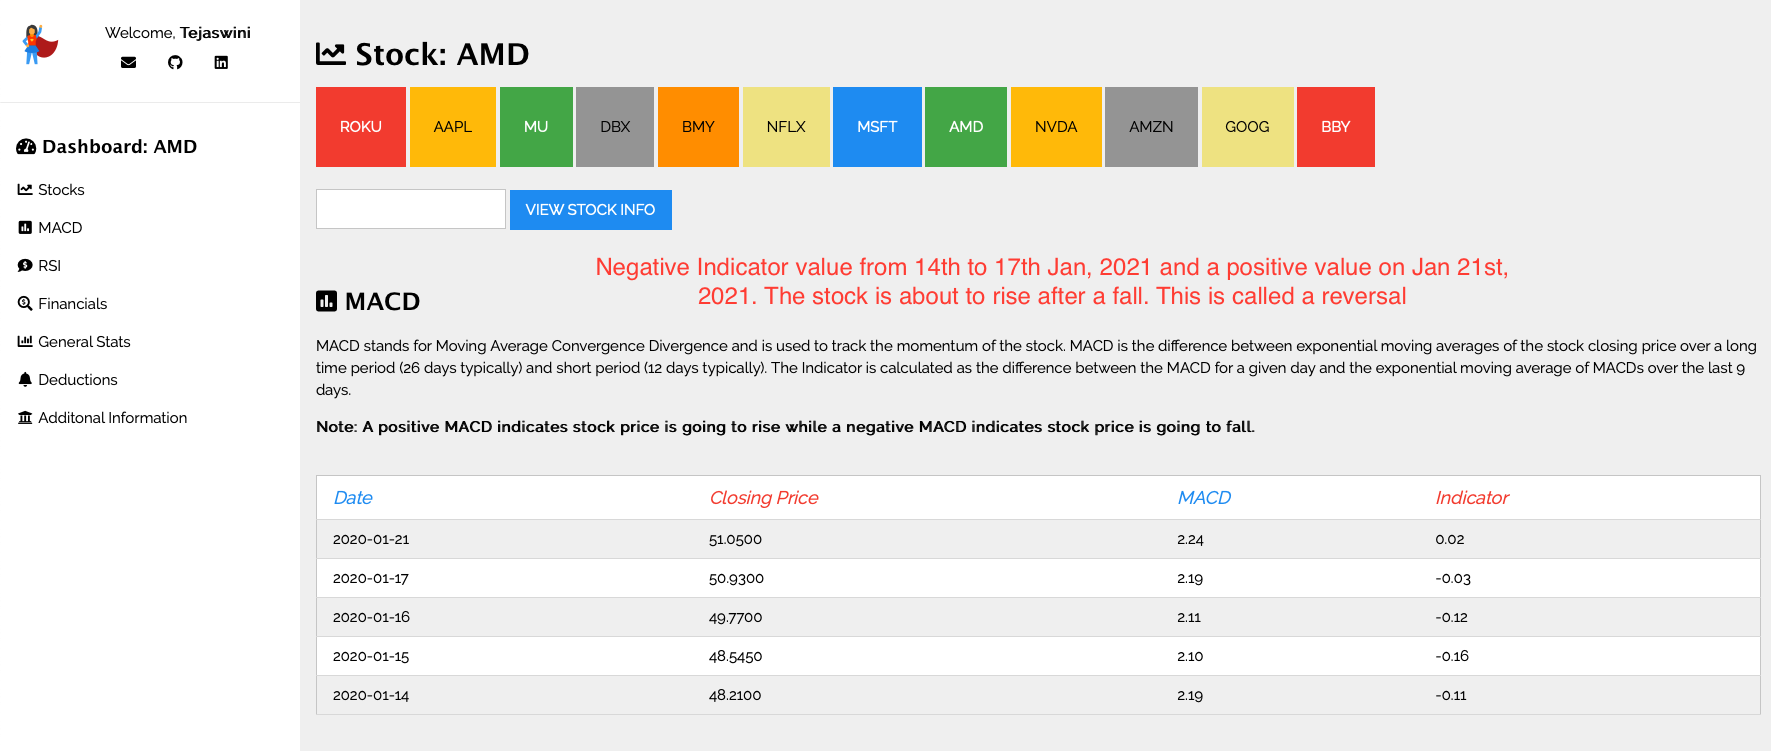 Welcome, Tejaswini
Dashboard: AMD
Stocks
MACD
RSI
Financials
General Stats
Deductions
Additonal Information
Stock: AMD
ROKU AAPL MU DBX BMY NFLX MSFT AMD NVDA AMZN GOOG BBY
VIEW STOCK INFO
Negative Indicator value from 14th to 17th Jan, 2021 and a positive value on Jan 21st,
2021. The stock is about to rise after a fall. This is called a reversal
MACD
MACD stands for Moving Average Convergence Divergence and is used to track the momentum of the stock. MACD is the difference between exponential moving averages of the stock closing price over a long
time period (26 days typically) and short period (12 days typically). The Indicator is calculated as the difference between the MACD for a given day and the exponential moving average of MACDs over the last 9
days.
Note: A positive MACD indicates stock price is going to rise while a negative MACD indicates stock price is going to fall.
Date Closing Price MACD Indicator
2020-01-21 51.0500 2.24 0.02
2020-01-17 50.9300 2.19 -0.03
2020-01-16 49.7700 2.11 -0.12
2020-01-15 48.5450 2.10 -0.16
2020-01-14 48.2100 2.19 -0.11